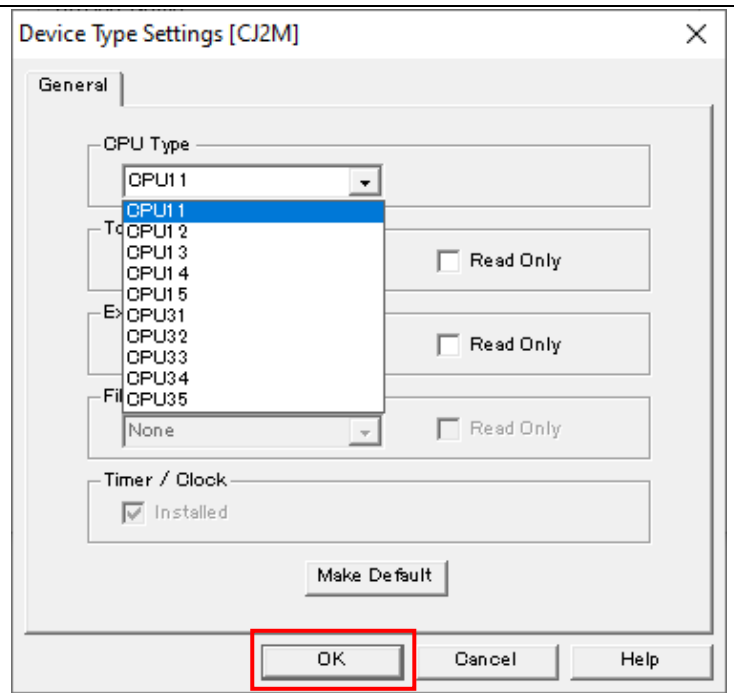 Device Type Settings [CJ2M]
General
CPU Type
CPU11
CPU11
CPU12
CPU13
CPU14
CPU15
CPU31
CPU32
CPU33
CPU34
CPU35
Read Only
Read Only
None
Read Only
Timer / Clock
Installed
Make Default
OK
Cancel
Help